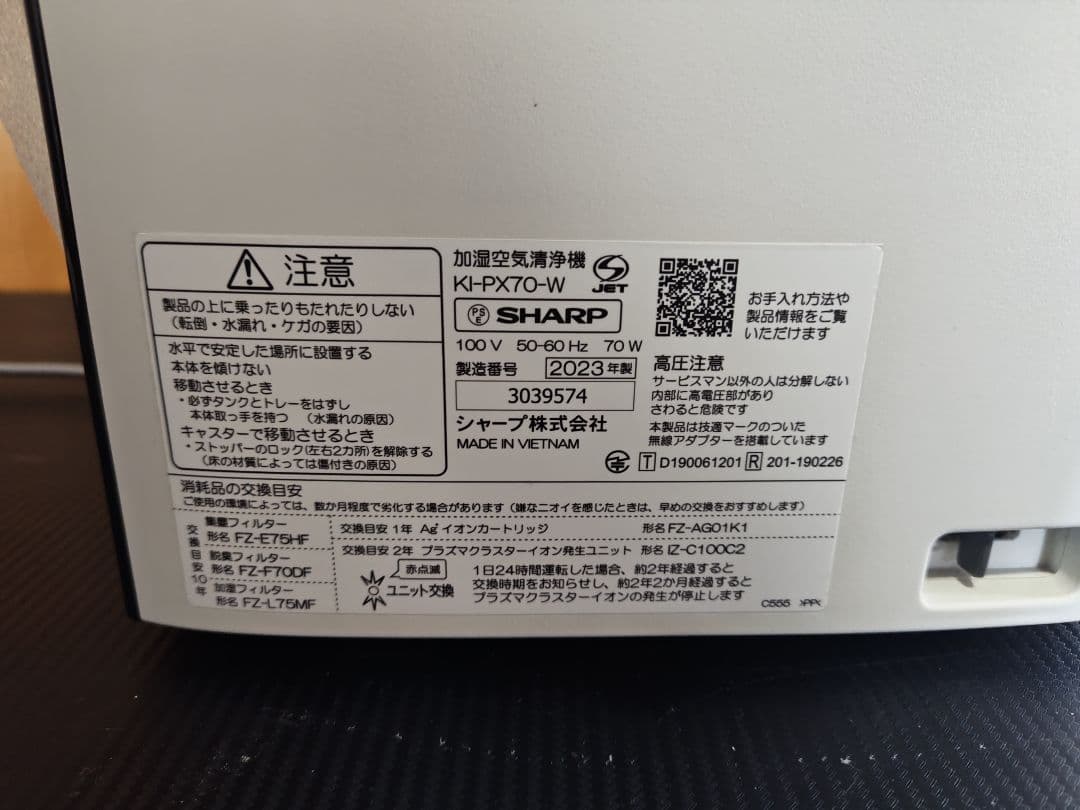 注意
製品の上に乗ったりもたれたりしない
（転倒・水漏れ・ケガの要因）
水平で安定した場所に設置する
本体を傾けない
移動させるとき
・必ずタンクとトレーをはずし
本体取っ手を持つ （水漏れの原因）
キャスターで移動させるとき
・ストッパーのロック(左右2カ所)を解除する
（床の材質によっては傷付きの原因）
加湿空気清浄機
KI-PX70-W
JET
PSE SHARP
100 V 50-60 Hz 70 W
製造番号 2023年製
3039574
シャープ株式会社
MADE IN VIETNAM
お手入れ方法や
製品情報をご覧
いただけます
高圧注意
サービスマン以外の人は分解しない
内部に高電圧部があり
さわると危険です
本製品は技適マークのついた
無線アダプターを搭載しています
T D190061201 R 201-190226
消耗品の交換目安
ご使用の環境によっては、数か月程度で劣化する場合があります（嫌なニオイを感じたときは、早めの交換をおすすめします）
交換目安10年
集塵フィルター
形名 FZ-E75HF
脱臭フィルター
形名 FZ-F70DF
加湿フィルター
形名 FZ-L75MF
交換目安 1年 Ag⁺イオンカートリッジ 形名 FZ-AG01K1
交換目安 2年 プラズマクラスターイオン発生ユニット 形名 IZ-C100C2
赤点滅
ユニット交換
1日24時間運転した場合、約2年経過すると
交換時期をお知らせし、約2年2か月経過すると
プラズマクラスターイオンの発生が停止します
C555 >PP<